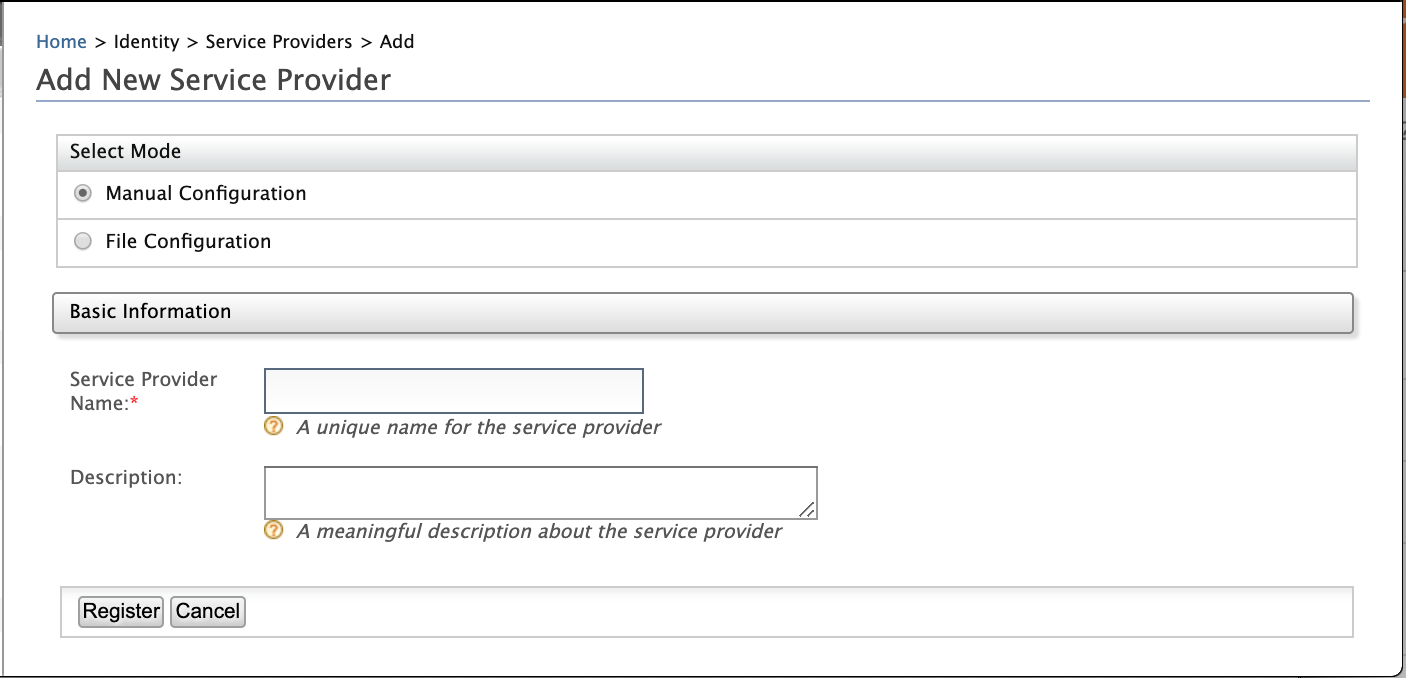 Home > Identity > Service Providers > Add
Add New Service Provider
Select Mode
Manual Configuration
File Configuration
Basic Information
Service Provider
Name:*
? A unique name for the service provider
Description:
? A meaningful description about the service provider
Register Cancel